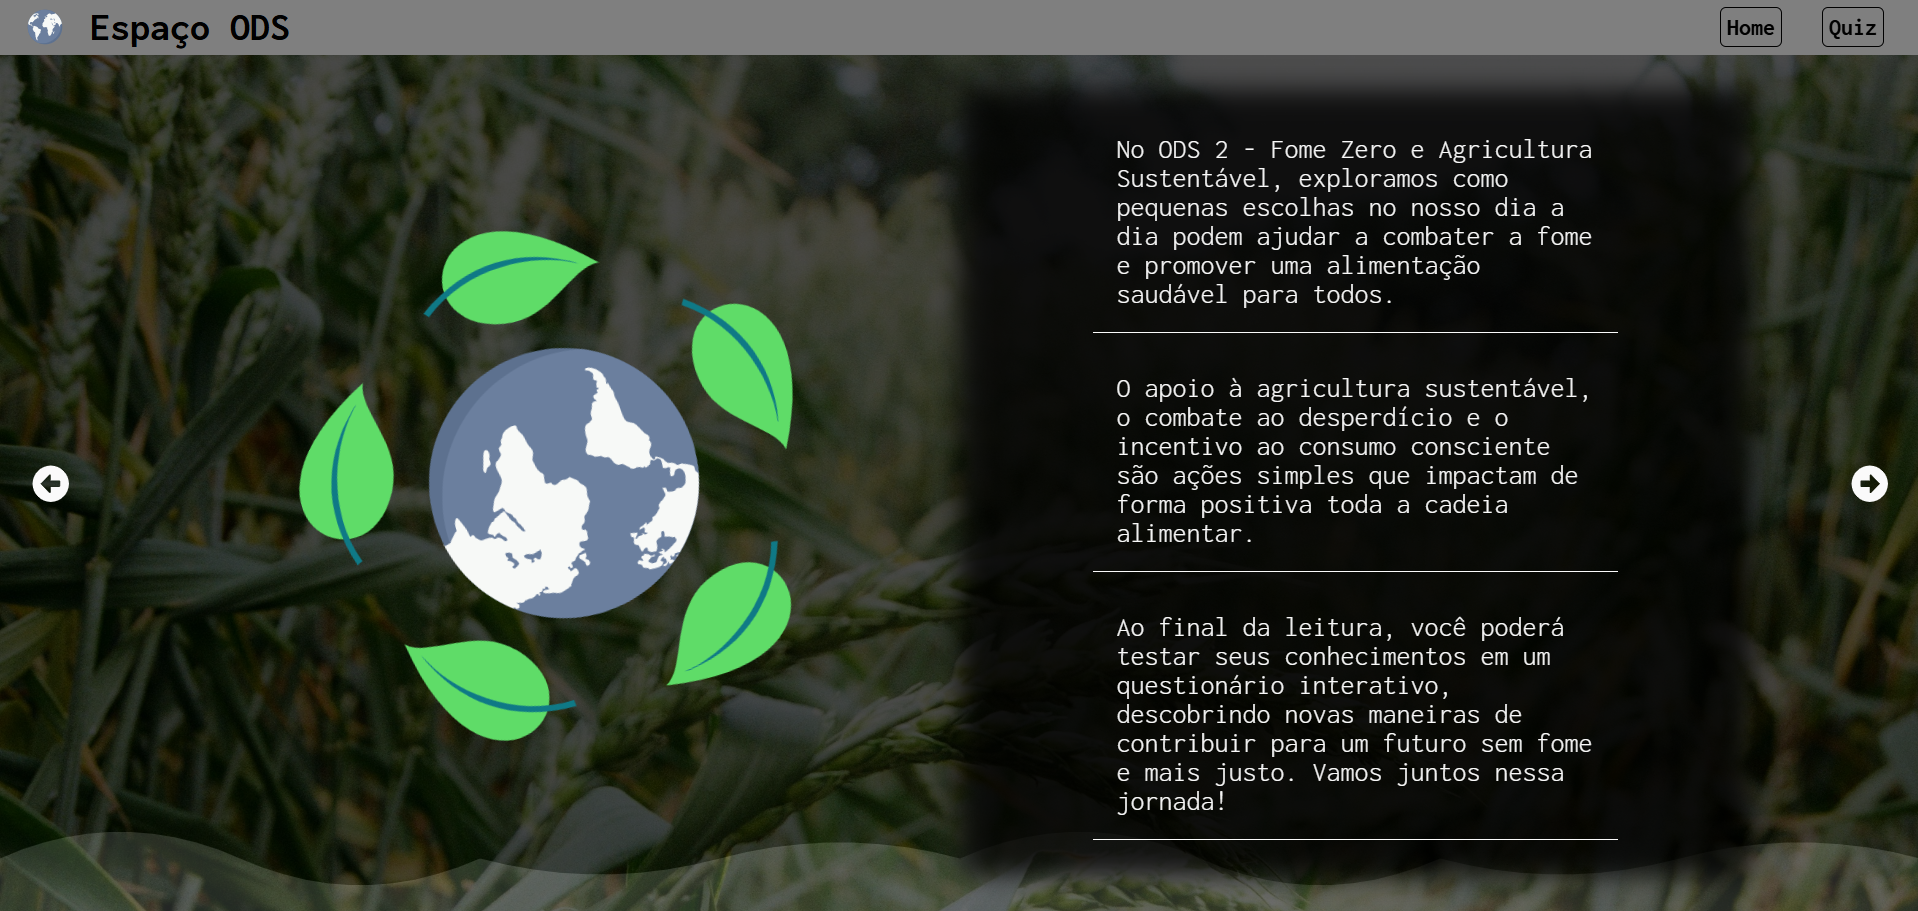 Espaço ODS
Home
Quiz
No ODS 2 - Fome Zero e Agricultura
Sustentável, exploramos como
pequenas escolhas no nosso dia a
dia podem ajudar a combater a fome
e promover uma alimentação
saudável para todos.
O apoio à agricultura sustentável,
o combate ao desperdício e o
incentivo ao consumo consciente
são ações simples que impactam de
forma positiva toda a cadeia
alimentar.
Ao final da leitura, você poderá
testar seus conhecimentos em um
questionário interativo,
descobrindo novas maneiras de
contribuir para um futuro sem fome
e mais justo. Vamos juntos nessa
jornada!